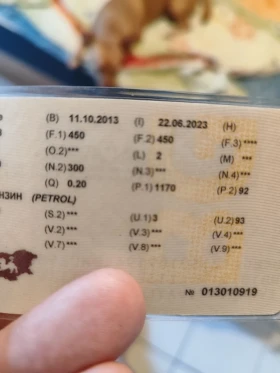 (B) 11.10.2013 (I) 22.06.2023 (H)
(F.1) 450 (F.2) 450 (F.3) ****
(O.2)*** (L) 2 (M) ***
(N.2)300 (N.3)*** (N.4)***
(Q) 0.20 (P.1) 1170 (P.2) 92
НЗИН (PETROL)
(S.2)*** (U.1)3 (U.2)93
(V.2)*** (V.3)*** (V.4)***
(V.7)*** (V.8)*** (V.9)***
№ 013010919